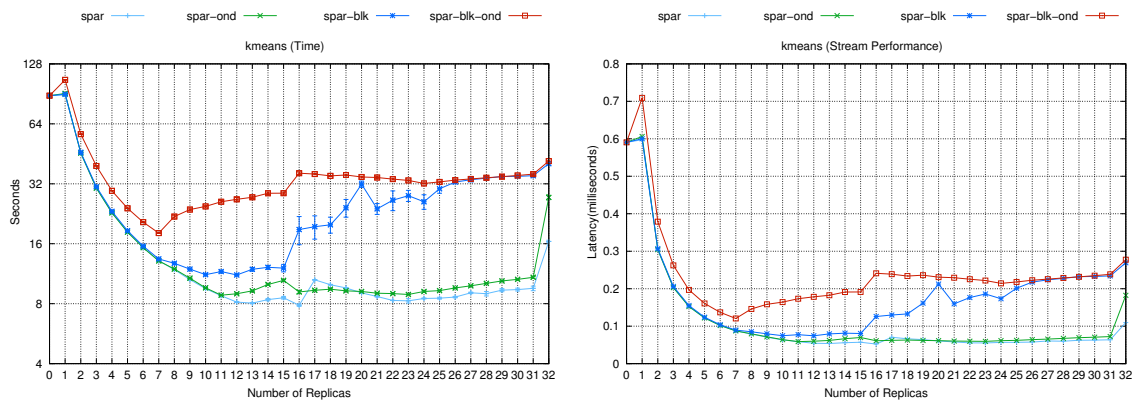 spar spar-ond spar-blk spar-blk-ond
kmeans (Time)
128
64
32
16
8
4
Seconds
0 1 2 3 4 5 6 7 8 9 10 11 12 13 14 15 16 17 18 19 20 21 22 23 24 25 26 27 28 29 30 31 32
Number of Replicas
spar spar-ond spar-blk spar-blk-ond
kmeans (Stream Performance)
0.8
0.7
0.6
0.5
0.4
0.3
0.2
0.1
0
Latency(milliseconds)
0 1 2 3 4 5 6 7 8 9 10 11 12 13 14 15 16 17 18 19 20 21 22 23 24 25 26 27 28 29 30 31 32
Number of Replicas